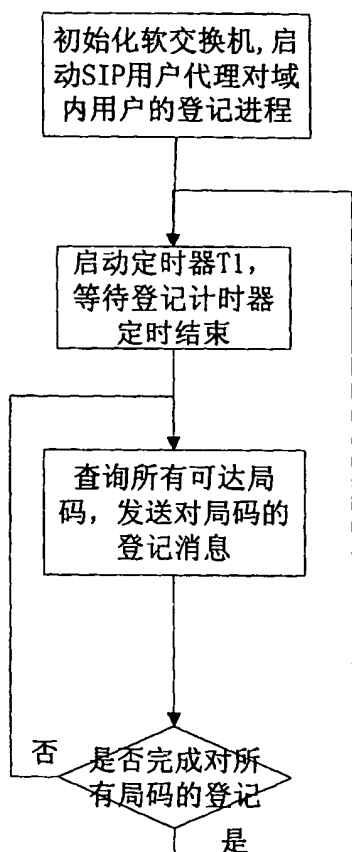 初始化软交换机,启
动SIP用户代理对域
内用户的登记进程
启动定时器T1，
等待登记计时器
定时结束
查询所有可达局
码，发送对局码的
登记消息
否
是否完成对所
有局码的登记
是